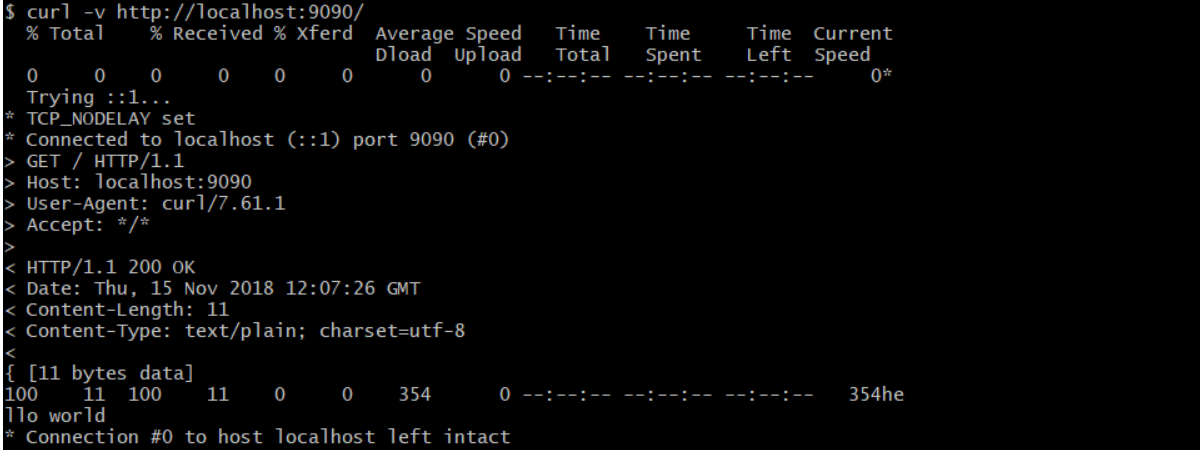 $ curl -v http://localhost:9090/
  % Total    % Received % Xferd  Average Speed   Time    Time     Time  Current
                                 Dload  Upload   Total   Spent    Left  Speed
  0     0    0     0    0     0      0      0 --:--:-- --:--:-- --:--:--     0*
  Trying ::1...
* TCP_NODELAY set
* Connected to localhost (::1) port 9090 (#0)
> GET / HTTP/1.1
> Host: localhost:9090
> User-Agent: curl/7.61.1
> Accept: */*
>
< HTTP/1.1 200 OK
< Date: Thu, 15 Nov 2018 12:07:26 GMT
< Content-Length: 11
< Content-Type: text/plain; charset=utf-8
<
{ [11 bytes data]
100    11  100    11    0     0    354      0 --:--:-- --:--:-- --:--:--   354he
llo world
* Connection #0 to host localhost left intact